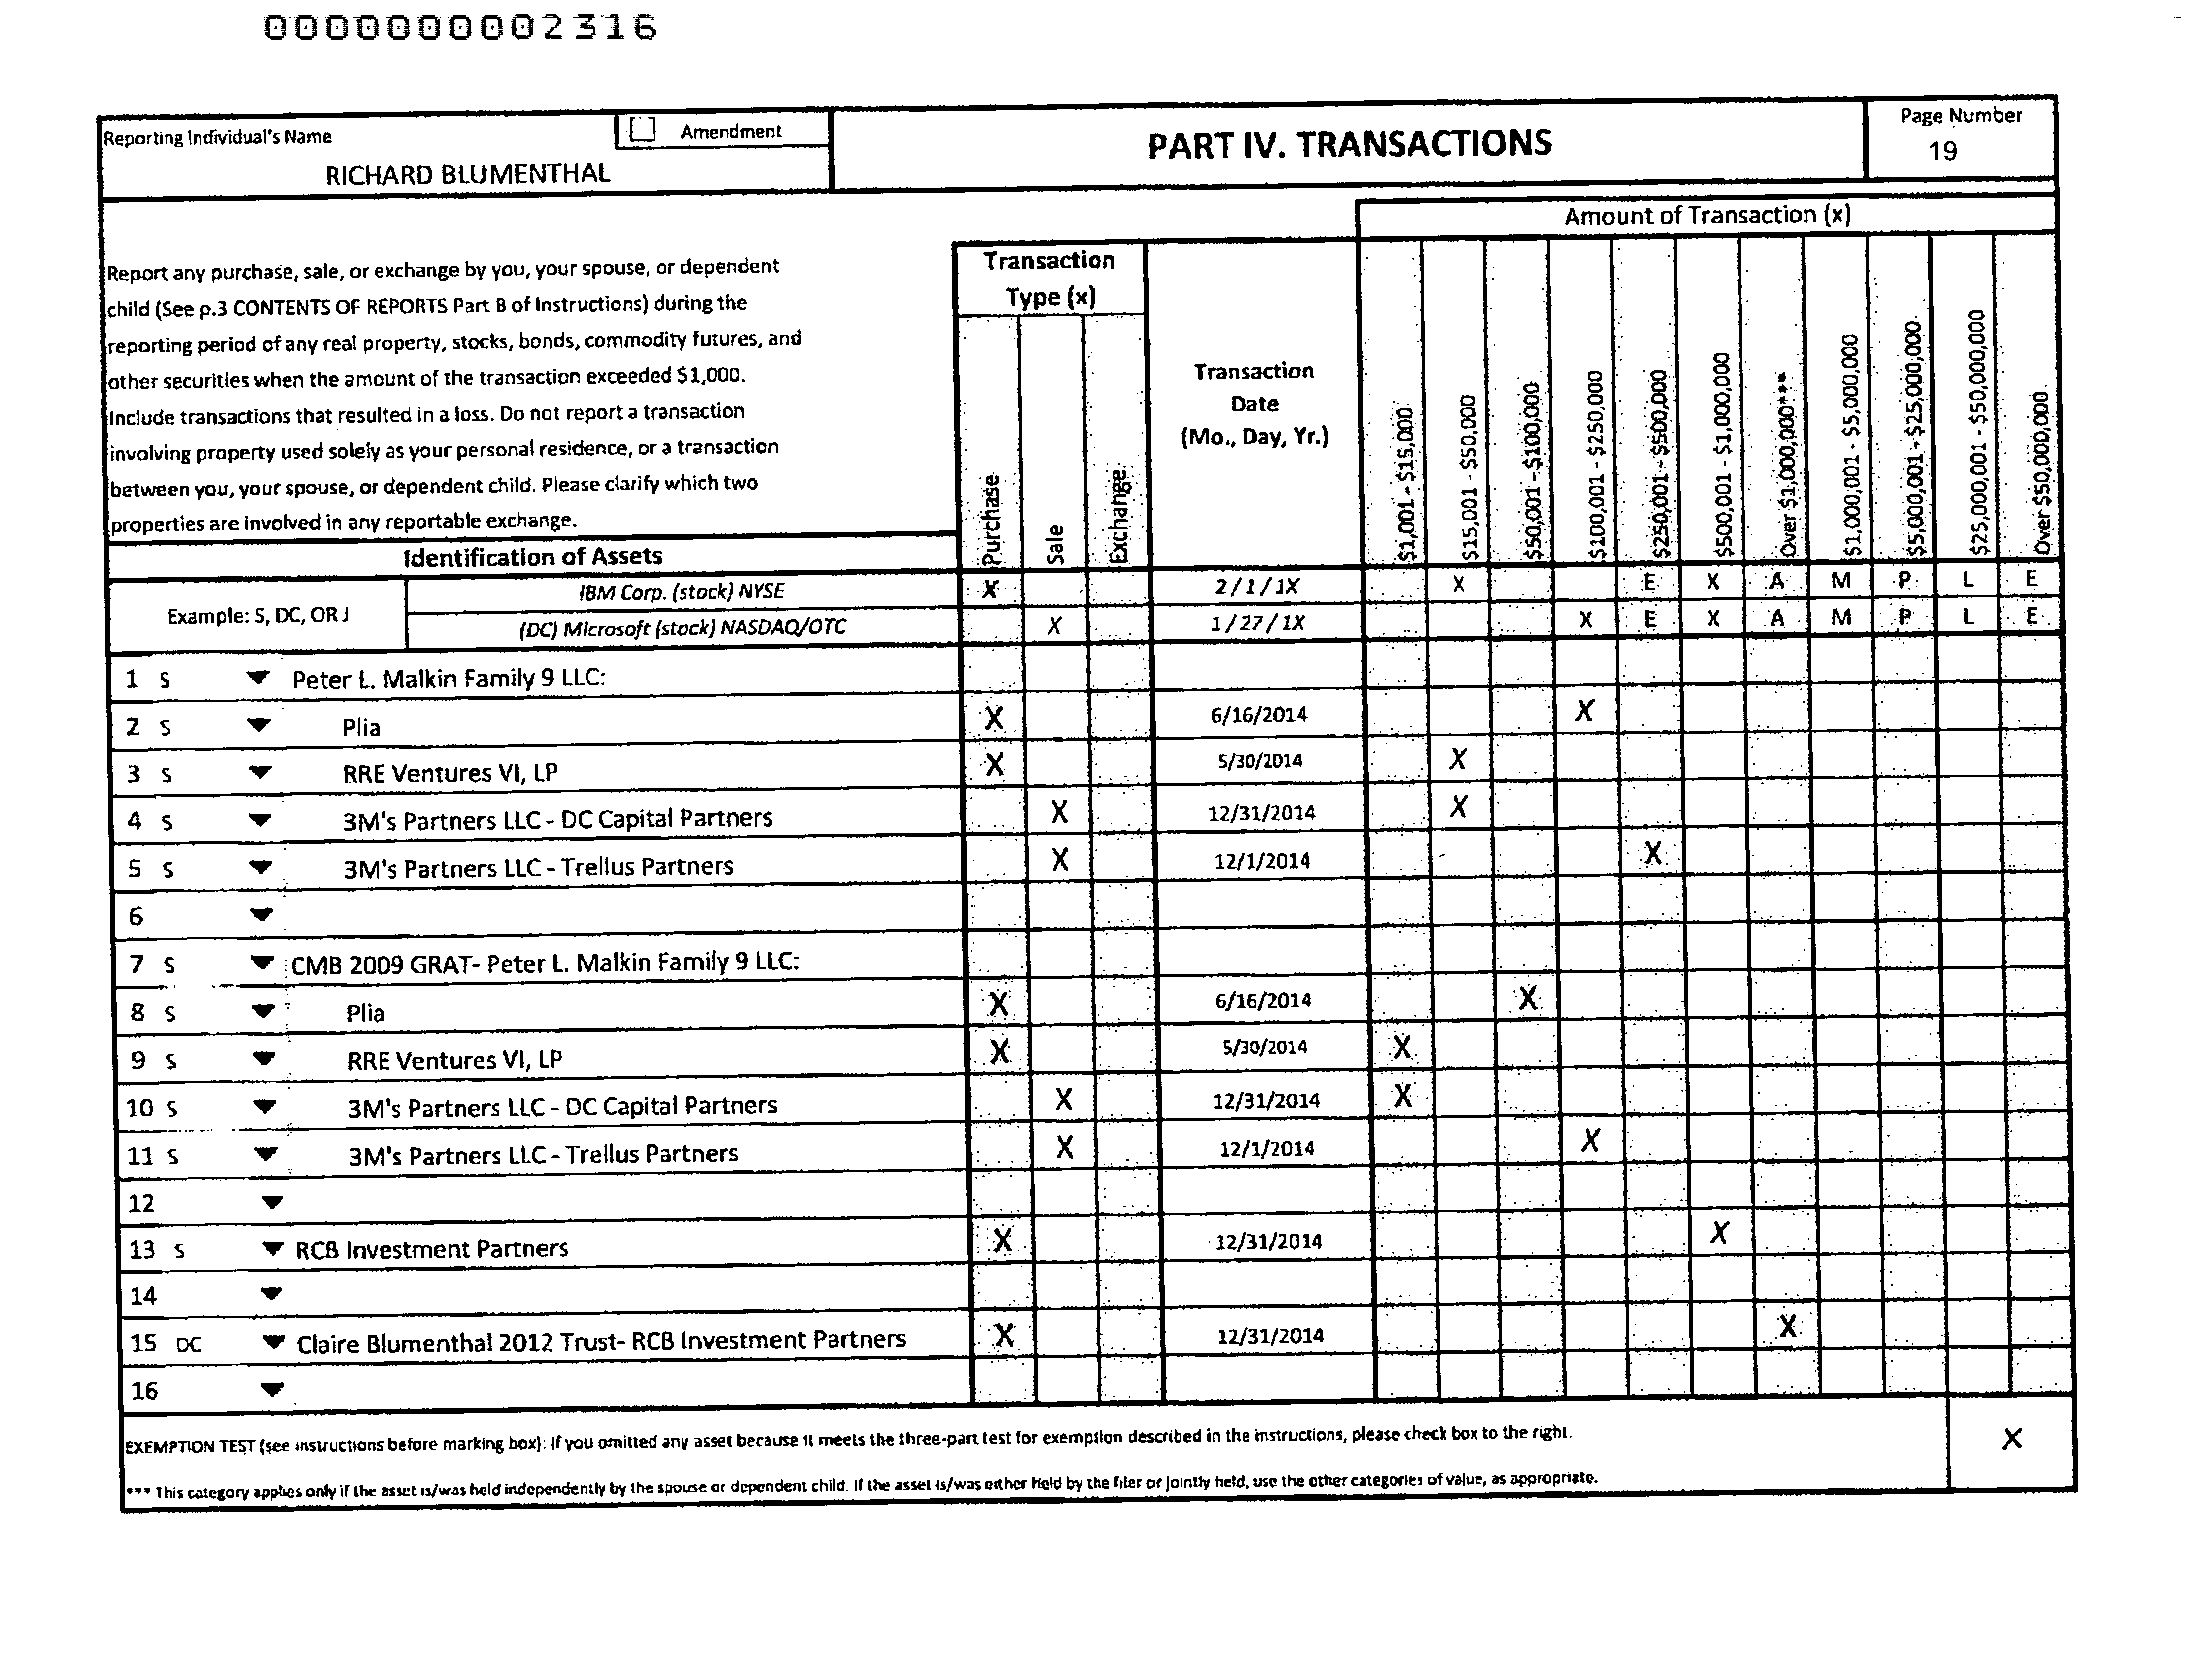 0000000002316
Reporting Individual's Name
Amendment
RICHARD BLUMENTHAL
PART IV. TRANSACTIONS
Page Number
19
Report any purchase, sale, or exchange by you, your spouse, or dependent
child (See p.3 CONTENTS OF REPORTS Part B of Instructions) during the
reporting period of any real property, stocks, bonds, commodity futures, and
other securities when the amount of the transaction exceeded $1,000.
Include transactions that resulted in a loss. Do not report a transaction
involving property used solely as your personal residence, or a transaction
between you, your spouse, or dependent child. Please clarify which two
properties are involved in any reportable exchange.
Identification of Assets
Transaction
Type (x)
Purchase
Sale
Exchange
Transaction
Date
(Mo., Day, Yr.)
Amount of Transaction (x)
$1,001 - $15,000
$15,001 - $50,000
$50,001 - $100,000
$100,001 - $250,000
$250,001 - $500,000
$500,001 - $1,000,000
Over $1,000,000***
$1,000,001 - $5,000,000
$5,000,001 - $25,000,000
$25,000,001 - $50,000,000
Over $50,000,000
Example: S, DC, OR J
IBM Corp. (stock) NYSE X 2/1/1X X E X A M P L E
(DC) Microsoft (stock) NASDAQ/OTC X 1/27/1X X E X A M P L E
1 S Peter L. Malkin Family 9 LLC:
2 S Plia X 6/16/2014 X
3 S RRE Ventures VI, LP X 5/30/2014 X
4 S 3M's Partners LLC - DC Capital Partners X 12/31/2014 X
5 S 3M's Partners LLC - Trellus Partners X 12/1/2014 X
6
7 S CMB 2009 GRAT- Peter L. Malkin Family 9 LLC:
8 S Plia X 6/16/2014 X
9 S RRE Ventures VI, LP X 5/30/2014 X
10 S 3M's Partners LLC - DC Capital Partners X 12/31/2014 X
11 S 3M's Partners LLC - Trellus Partners X 12/1/2014 X
12
13 S RCB Investment Partners X 12/31/2014 X
14
15 DC Claire Blumenthal 2012 Trust- RCB Investment Partners X 12/31/2014 X
16
EXEMPTION TEST (see instructions before marking box): If you omitted any asset because it meets the three-part test for exemption described in the instructions, please check box to the right. X
*** This category applies only if the asset is/was held independently by the spouse or dependent child. If the asset is/was either held by the filer or jointly held, use the other categories of value, as appropriate.